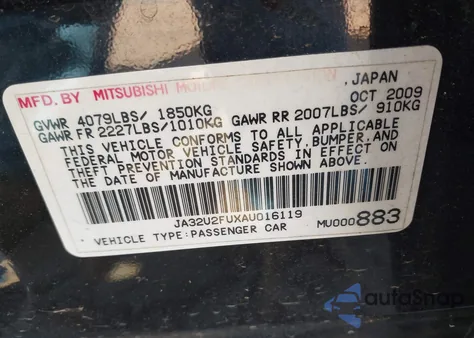 MFD. BY MITSUBISHI MOTORS JAPAN
GVWR 4079LBS/ 1850KG OCT 2009
GAWR FR 2227LBS/1010KG GAWR RR 2007LBS/ 910KG
THIS VEHICLE CONFORMS TO ALL APPLICABLE
FEDERAL MOTOR VEHICLE SAFETY,BUMPER,AND
THEFT PREVENTION STANDARDS IN EFFECT ON
THE DATE OF MANUFACTURE SHOWN ABOVE.
JA32U2FUXAU016119
VEHICLE TYPE:PASSENGER CAR MU000883
autoSnap